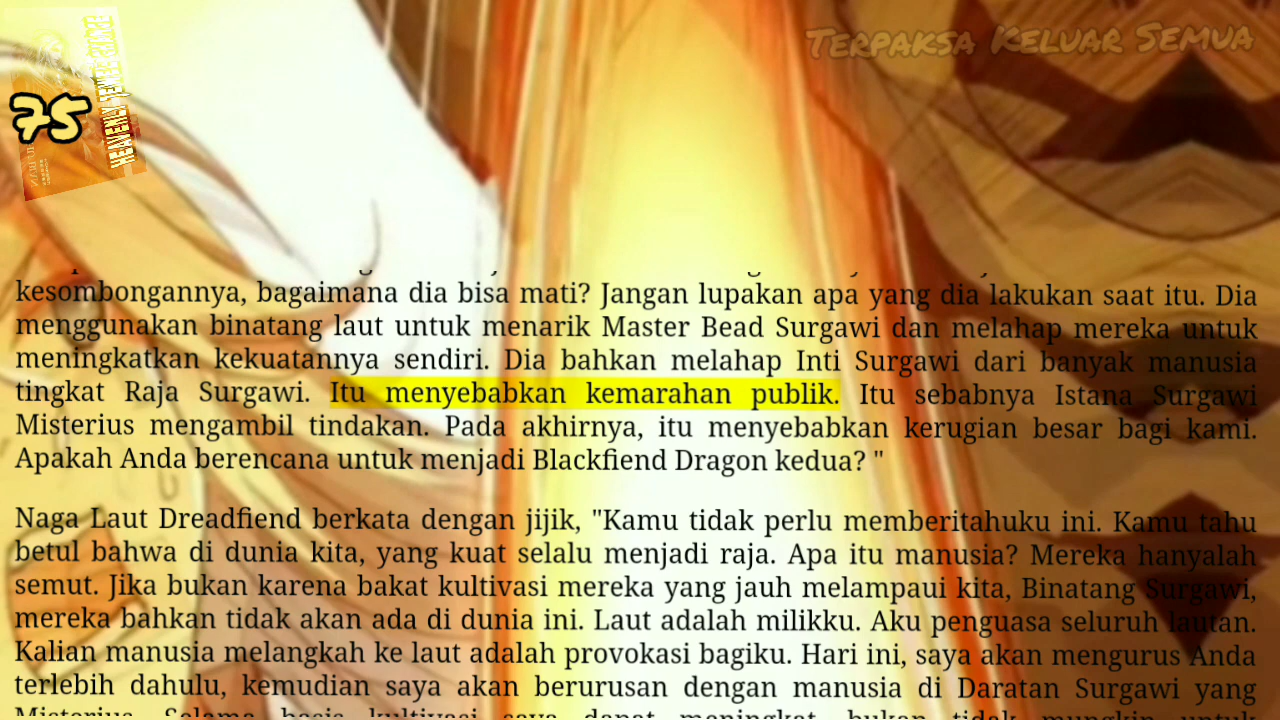 Terpaksa Keluar Semua
75
HEAVENLY JEWEL CHANGE
kesombongannya, bagaimana dia bisa mati? Jangan lupakan apa yang dia lakukan saat itu. Dia
menggunakan binatang laut untuk menarik Master Bead Surgawi dan melahap mereka untuk
meningkatkan kekuatannya sendiri. Dia bahkan melahap Inti Surgawi dari banyak manusia
tingkat Raja Surgawi. Itu menyebabkan kemarahan publik. Itu sebabnya Istana Surgawi
Misterius mengambil tindakan. Pada akhirnya, itu menyebabkan kerugian besar bagi kami.
Apakah Anda berencana untuk menjadi Blackfiend Dragon kedua? "
Naga Laut Dreadfiend berkata dengan jijik, "Kamu tidak perlu memberitahuku ini. Kamu tahu
betul bahwa di dunia kita, yang kuat selalu menjadi raja. Apa itu manusia? Mereka hanyalah
semut. Jika bukan karena bakat kultivasi mereka yang jauh melampaui kita, Binatang Surgawi,
mereka bahkan tidak akan ada di dunia ini. Laut adalah milikku. Aku penguasa seluruh lautan.
Kalian manusia melangkah ke laut adalah provokasi bagiku. Hari ini, saya akan mengurus Anda
terlebih dahulu, kemudian saya akan berurusan dengan manusia di Daratan Surgawi yang